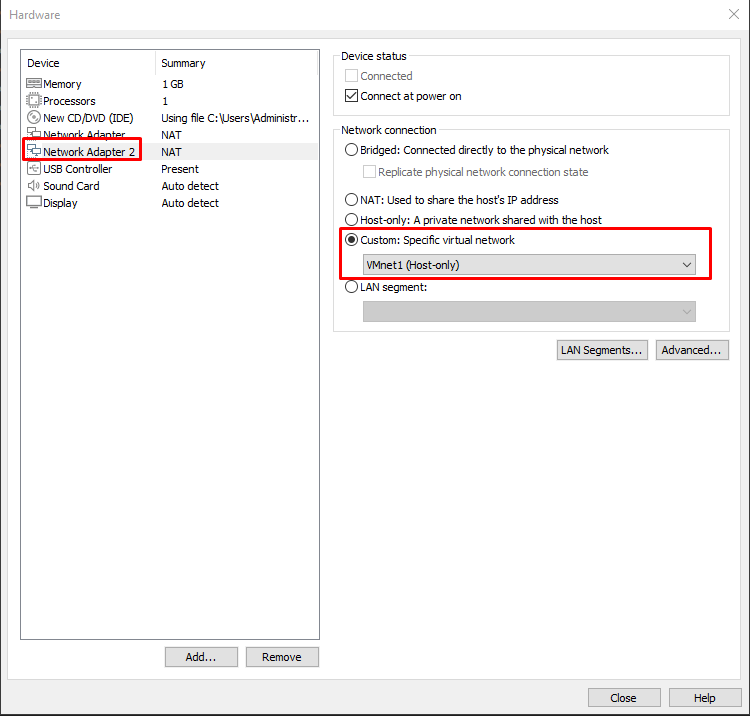 Hardware
Device Summary
Memory 1 GB
Processors 1
New CD/DVD (IDE) Using file C:\Users\Administr...
Network Adapter NAT
Network Adapter 2 NAT
USB Controller Present
Sound Card Auto detect
Display Auto detect
Add...
Remove
Device status
Connected
Connect at power on
Network connection
Bridged: Connected directly to the physical network
Replicate physical network connection state
NAT: Used to share the host's IP address
Host-only: A private network shared with the host
Custom: Specific virtual network
VMnet1 (Host-only)
LAN segment:
LAN Segments...
Advanced...
Close
Help